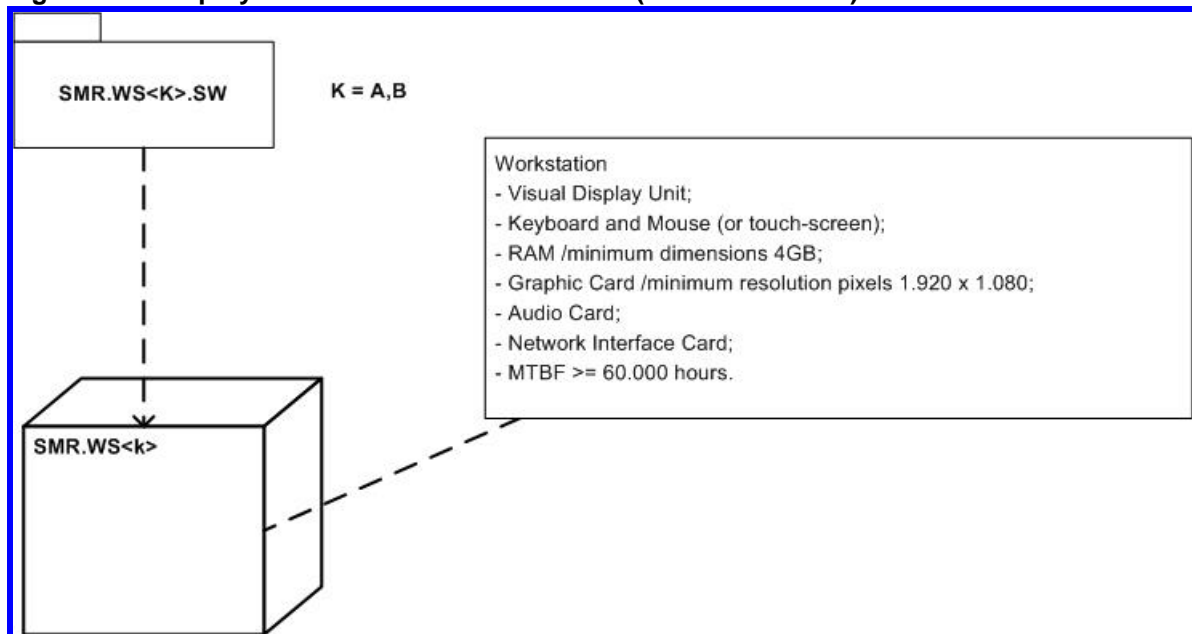 SMR.WS<K>.SW
K = A,B
Workstation
- Visual Display Unit;
- Keyboard and Mouse (or touch-screen);
- RAM /minimum dimensions 4GB;
- Graphic Card /minimum resolution pixels 1.920 x 1.080;
- Audio Card;
- Network Interface Card;
- MTBF >= 60.000 hours.
SMR.WS<k>